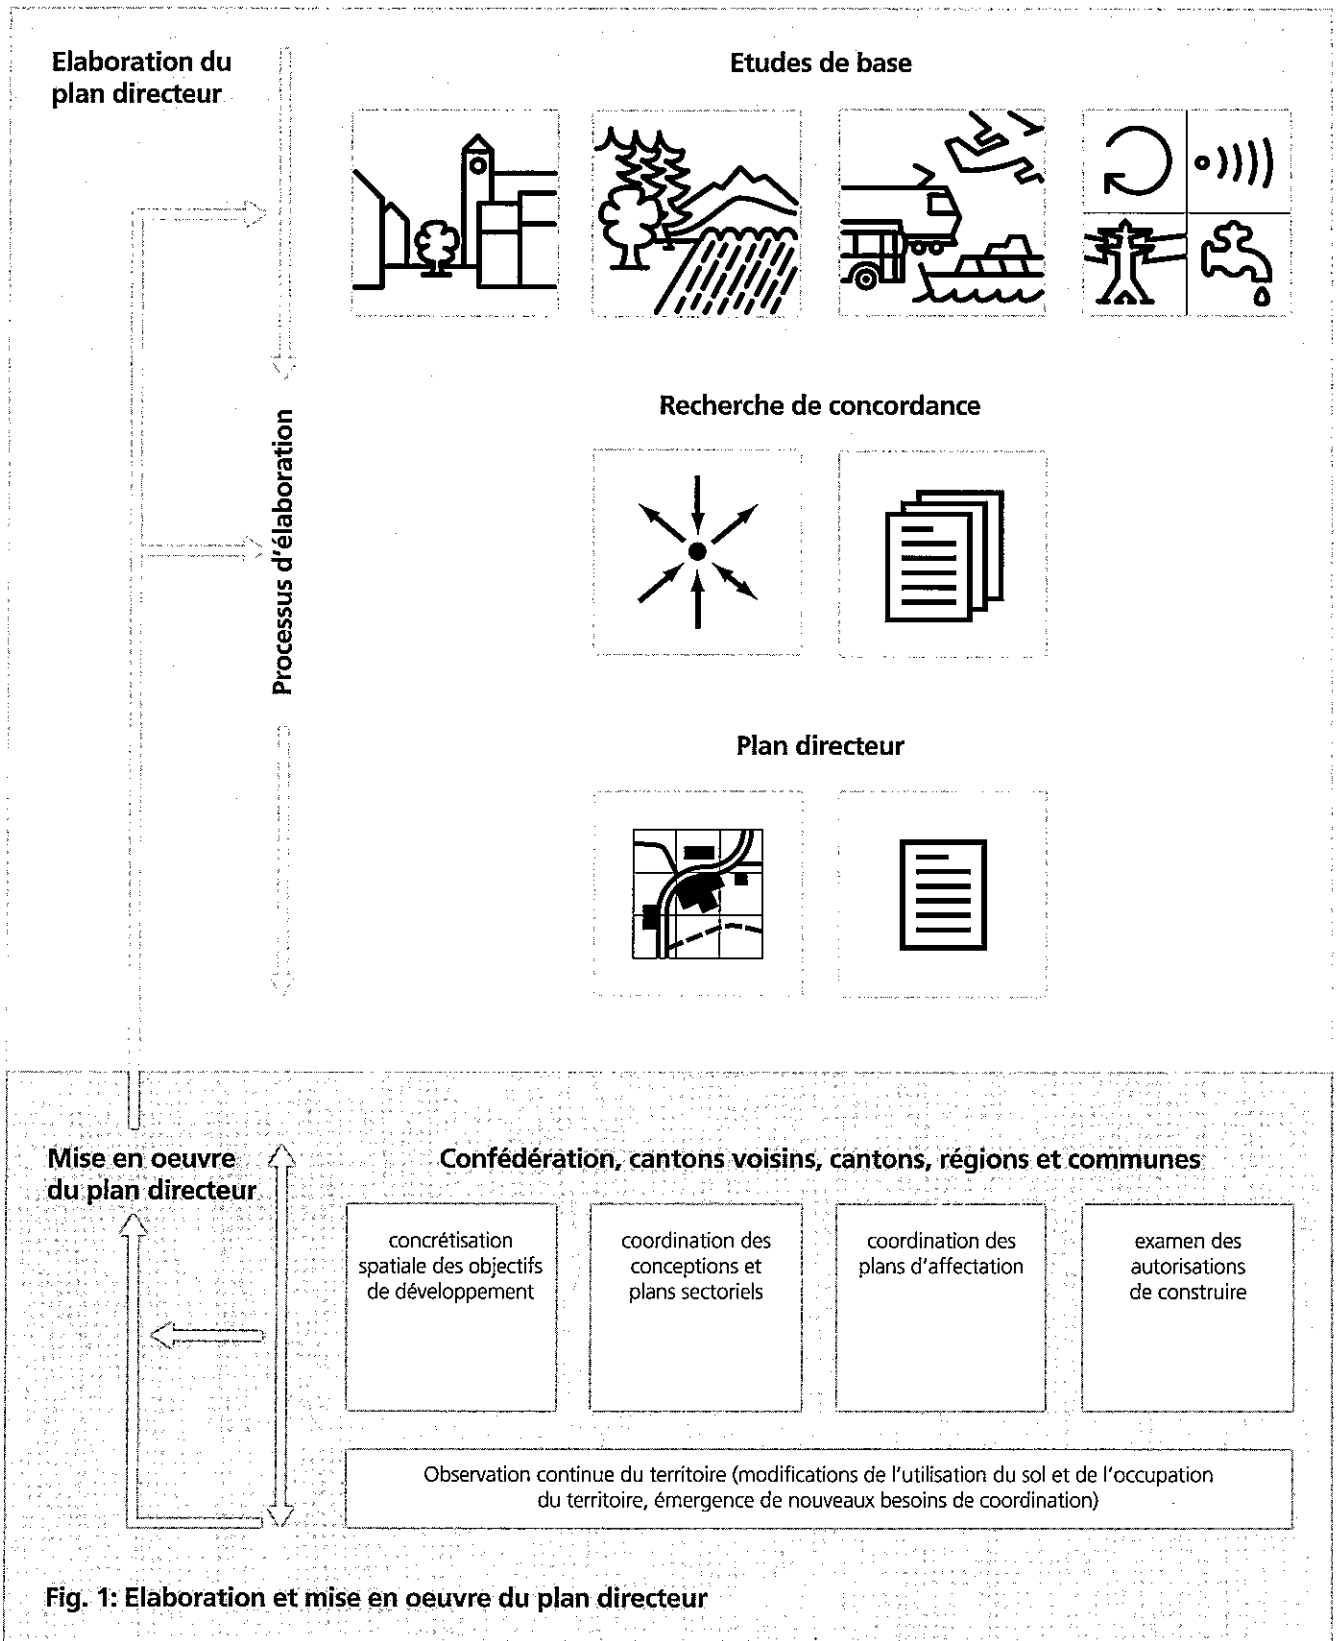 Elaboration du
plan directeur
Etudes de base
Recherche de concordance
Processus d'élaboration
Plan directeur
Mise en oeuvre
du plan directeur
Confédération, cantons voisins, cantons, régions et communes
concrétisation
spatiale des objectifs
de développement
coordination des
conceptions et
plans sectoriels
coordination des
plans d'affectation
examen des
autorisations
de construire
Observation continue du territoire (modifications de l'utilisation du sol et de l'occupation
du territoire, émergence de nouveaux besoins de coordination)
Fig. 1: Elaboration et mise en oeuvre du plan directeur